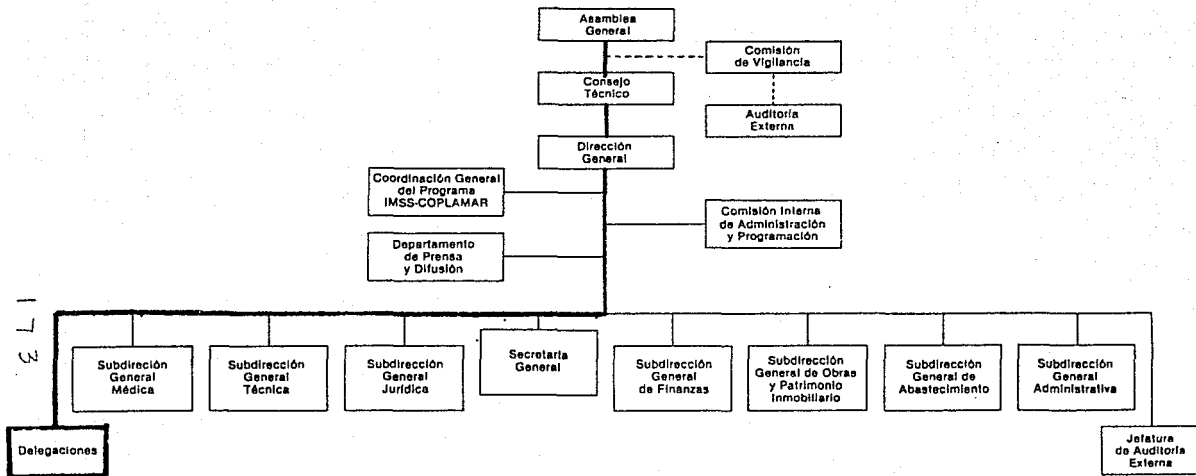 Asamblea
General
Comisión
de Vigilancia
Consejo
Técnico
Auditoría
Externa
Dirección
General
Coordinación General
del Programa
IMSS-COPLAMAR
Comisión Interna
de Administración
y Programación
Departamento
de Prensa
y Difusión
173
Subdirección
General
Médica
Subdirección
General
Técnica
Subdirección
General
Jurídica
Secretaría
General
Subdirección
General
de Finanzas
Subdirección
General de Obras
y Patrimonio
Inmobiliario
Subdirección
General de
Abastecimiento
Subdirección
General
Administrativa
Delegaciones
Jefatura
de Auditoría
Externa